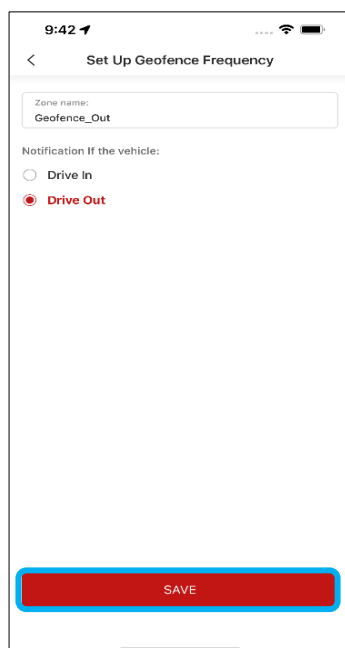 9:42
Set Up Geofence Frequency
Zone name:
Geofence_Out
Notification If the vehicle:
Drive In
Drive Out
SAVE